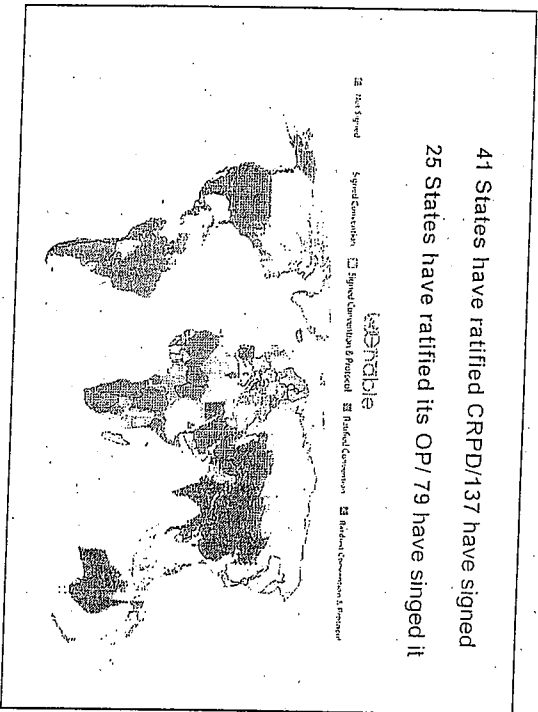 41 States have ratified CRPD/137 have signed
25 States have ratified its OP/ 79 have singed it
Enable
Not Signed
Signed Convention
Signed Convention & Protocol
Ratified Convention
Ratified Convention & Protocol